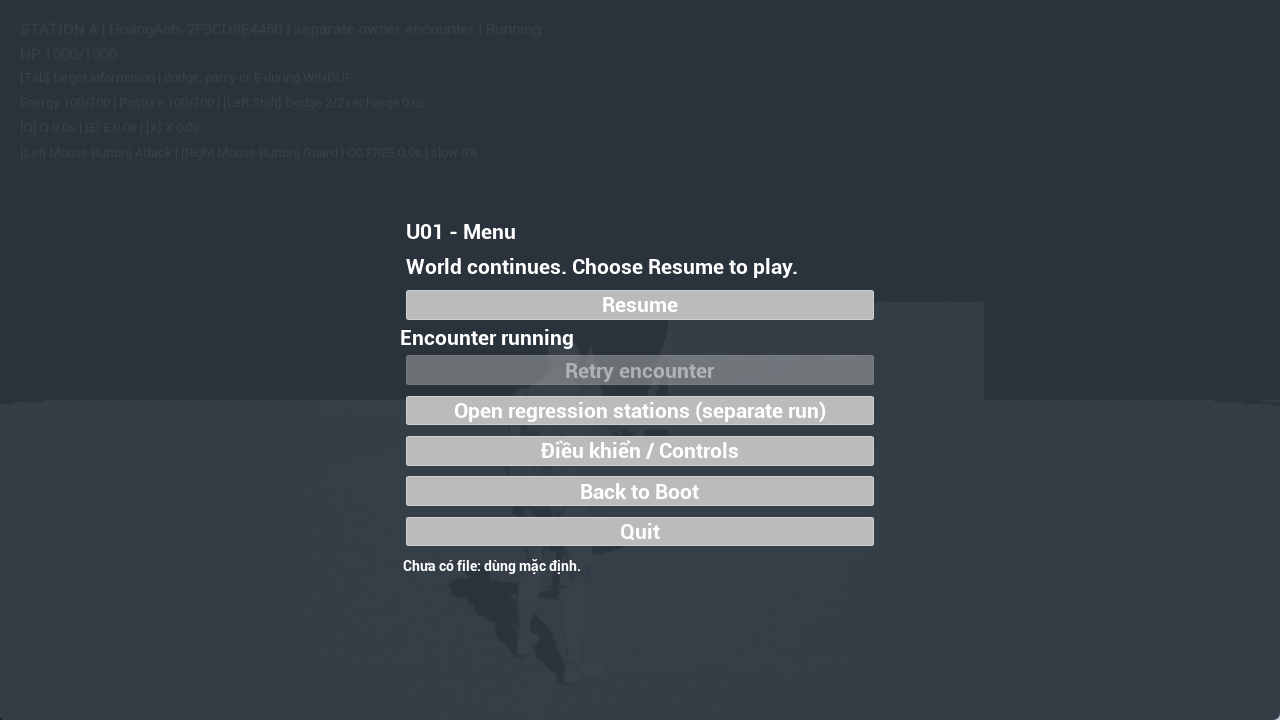 STATION A | HoangAnh-2F3CD9E4450 | separate owner encounter | Running
HP 1000/1000
[Tab] target information | dodge, parry or E during WINDUP
Energy 100/100 | Posture 100/100 | [Left Shift] Dodge 2/2 recharge 0.0s
[Q] Q 0.0s | [E] E 0.0s | [X] X 0.0s
[Left Mouse Button] Attack | [Right Mouse Button] Guard | CC FREE 0.0s | slow 0%
U01 - Menu
World continues. Choose Resume to play.
Resume
Encounter running
Retry encounter
Open regression stations (separate run)
Điều khiển / Controls
Back to Boot
Quit
Chưa có file: dùng mặc định.